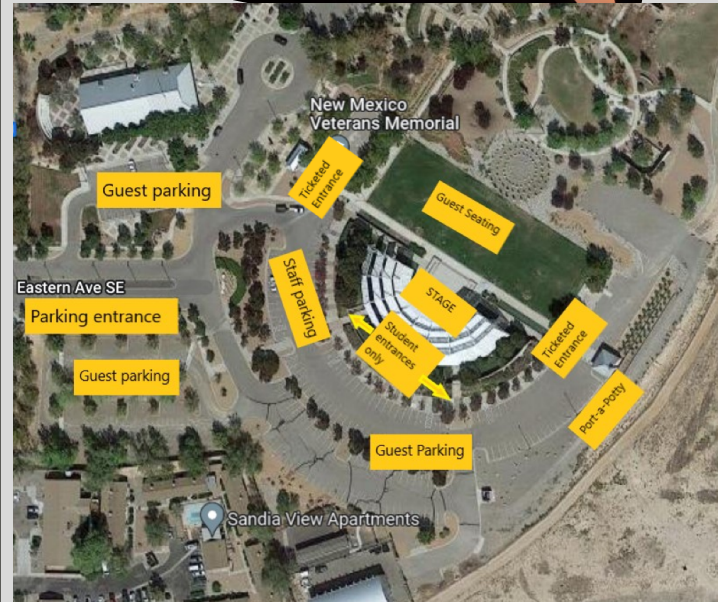 New Mexico
Veterans Memorial
Guest parking
Ticketed
Entrance
Guest Seating
Eastern Ave SE
Parking entrance
Staff parking
STAGE
Student
entrances
only
Ticketed
Entrance
Guest parking
Port-a-Potty
Guest Parking
Sandia View Apartments